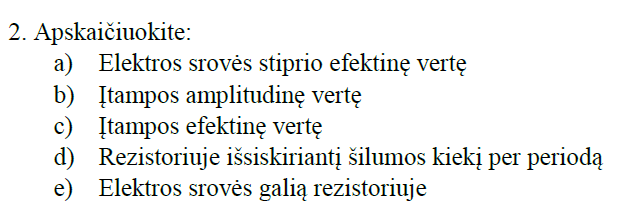 2. Apskaičiuokite:
a) Elektros srovės stiprio efektinę vertę
b) Įtampos amplitudinę vertę
c) Įtampos efektinę vertę
d) Rezistoriuje išsiskiriantį šilumos kiekį per periodą
e) Elektros srovės galią rezistoriuje